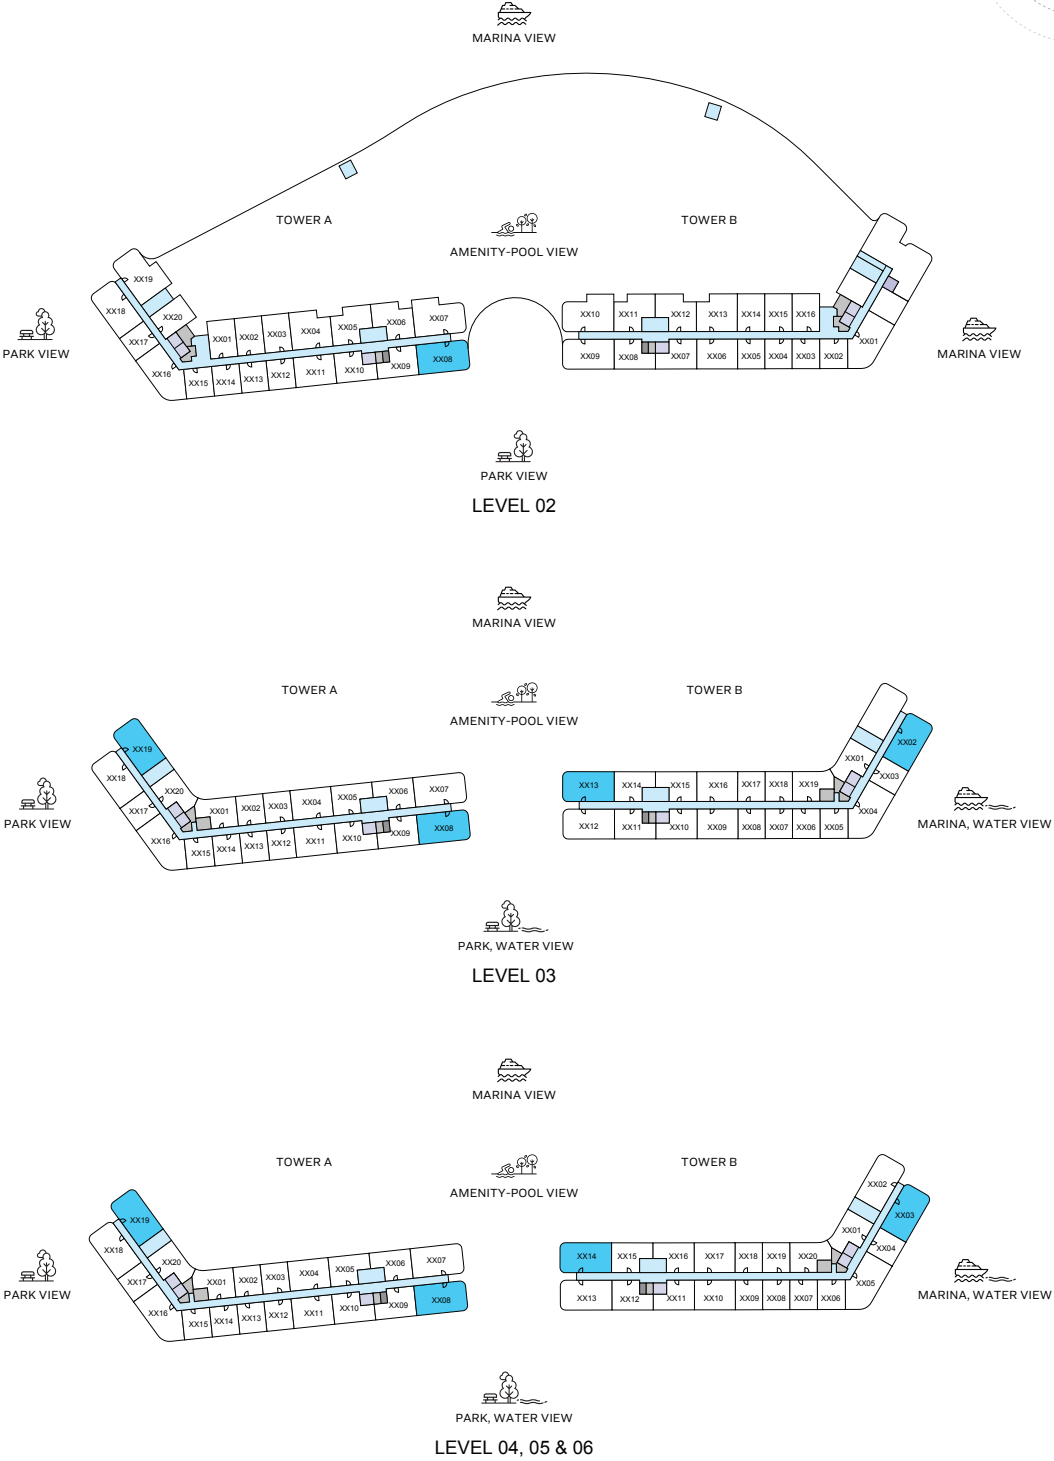 MARINA VIEW
TOWER A
TOWER B
AMENITY-POOL VIEW
XX19
XX18
XX20
XX17
XX16
XX15
XX14
XX13
XX12
XX11
XX10
XX09
XX08
XX01
XX02
XX03
XX04
XX05
XX06
XX07
XX10
XX11
XX12
XX13
XX14
XX15
XX16
XX09
XX08
XX07
XX06
XX05
XX04
XX03
XX02
XX01
PARK VIEW
MARINA VIEW
PARK VIEW
LEVEL 02
MARINA VIEW
TOWER A
TOWER B
AMENITY-POOL VIEW
XX19
XX18
XX20
XX17
XX16
XX15
XX14
XX13
XX12
XX11
XX10
XX09
XX08
XX01
XX02
XX03
XX04
XX05
XX06
XX07
XX13
XX14
XX15
XX16
XX17
XX18
XX19
XX12
XX11
XX10
XX09
XX08
XX07
XX06
XX05
XX04
XX03
XX02
XX01
PARK VIEW
MARINA, WATER VIEW
PARK, WATER VIEW
LEVEL 03
MARINA VIEW
TOWER A
TOWER B
AMENITY-POOL VIEW
XX19
XX18
XX20
XX17
XX16
XX15
XX14
XX13
XX12
XX11
XX10
XX09
XX08
XX01
XX02
XX03
XX04
XX05
XX06
XX07
XX14
XX15
XX16
XX17
XX18
XX19
XX20
XX13
XX12
XX11
XX10
XX09
XX08
XX07
XX06
XX05
XX04
XX03
XX02
XX01
PARK VIEW
MARINA, WATER VIEW
PARK, WATER VIEW
LEVEL 04, 05 & 06